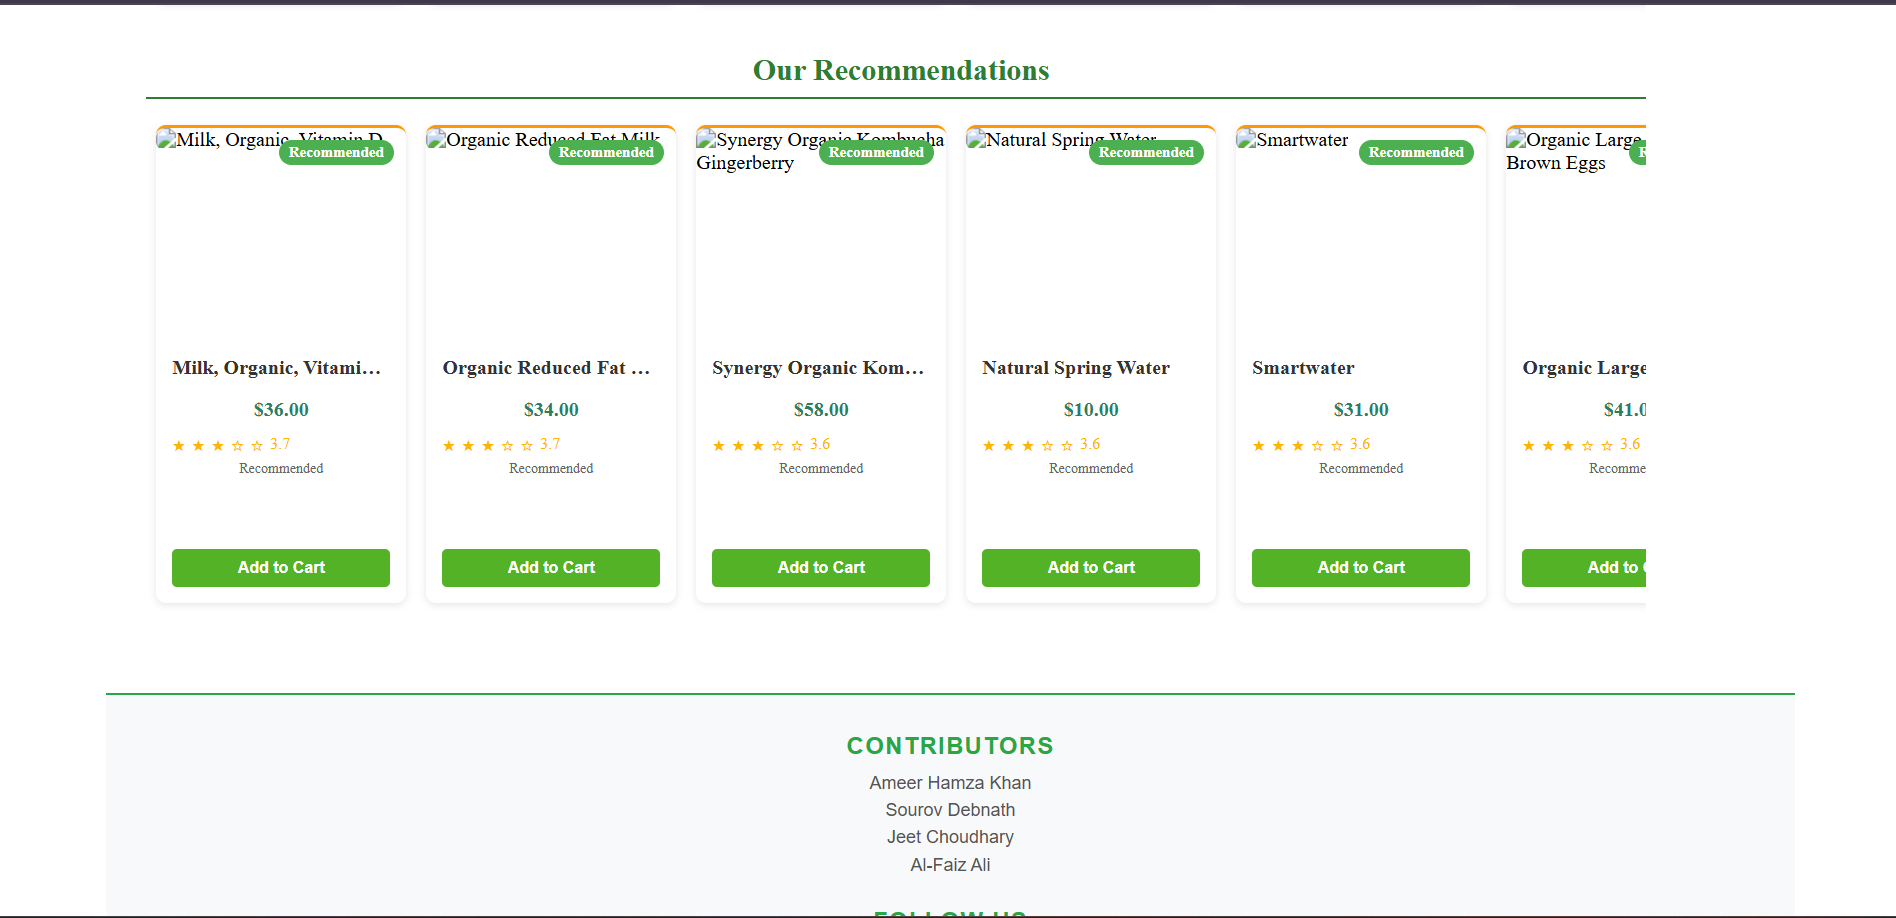 Our Recommendations
Milk, Organic, Vitamin D
Recommended
Milk, Organic, Vitami...
$36.00
★ ★ ★ ☆ ☆ 3.7
Recommended
Add to Cart
Organic Reduced Fat Milk
Recommended
Organic Reduced Fat ...
$34.00
★ ★ ★ ☆ ☆ 3.7
Recommended
Add to Cart
Synergy Organic Kombucha
Gingerberry
Recommended
Synergy Organic Kom...
$58.00
★ ★ ★ ☆ ☆ 3.6
Recommended
Add to Cart
Natural Spring Water
Recommended
Natural Spring Water
$10.00
★ ★ ★ ☆ ☆ 3.6
Recommended
Add to Cart
Smartwater
Recommended
Smartwater
$31.00
★ ★ ★ ☆ ☆ 3.6
Recommended
Add to Cart
Organic Large
Brown Eggs
R
Organic Large
$41.0
★ ★ ★ ☆ ☆ 3.6
Recomme
Add to
CONTRIBUTORS
Ameer Hamza Khan
Sourov Debnath
Jeet Choudhary
Al-Faiz Ali
FOLLOW US